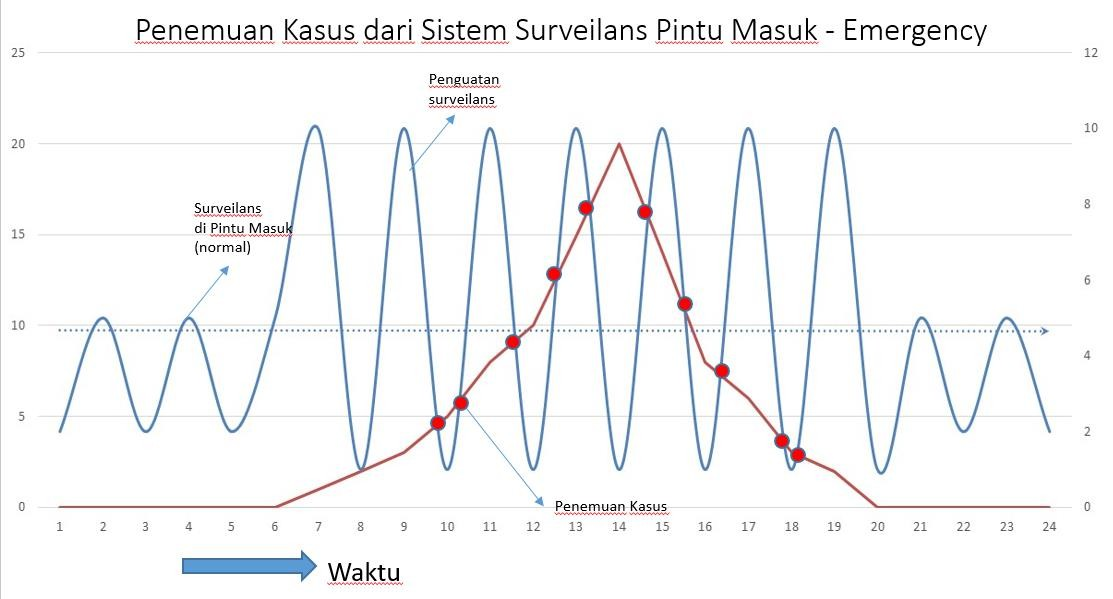 Penemuan Kasus dari Sistem Surveilans Pintu Masuk - Emergency
25
20
15
10
5
0
12
10
8
6
4
2
0
Penguatan
surveilans
Surveilans
di Pintu Masuk
(normal)
Penemuan Kasus
1 2 3 4 5 6 7 8 9 10 11 12 13 14 15 16 17 18 19 20 21 22 23 24
Waktu